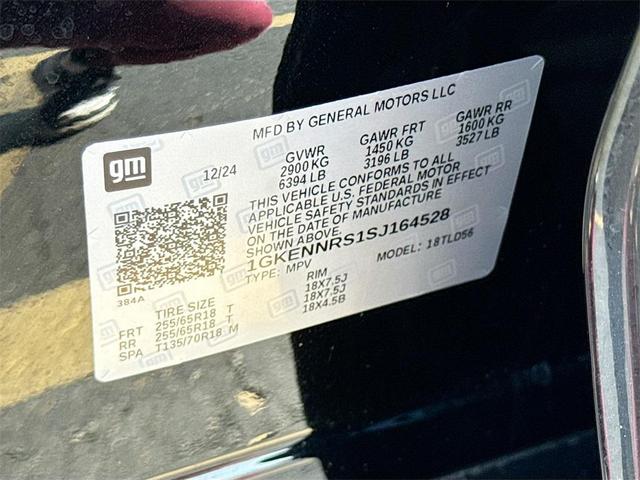 MFD BY GENERAL MOTORS LLC
gm
12/24
GVWR GAWR FRT GAWR RR
2900 KG 1450 KG 1600 KG
6394 LB 3196 LB 3527 LB
THIS VEHICLE CONFORMS TO ALL
APPLICABLE U.S. FEDERAL MOTOR
VEHICLE SAFETY STANDARDS IN EFFECT
ON THE DATE OF MANUFACTURE
SHOWN ABOVE.
1GKENNRS1SJ164528
TYPE: MPV MODEL: 18TLD56
384A
TIRE SIZE RIM
FRT 255/65R18 T 18X7.5J
RR 255/65R18 T 18X7.5J
SPA T135/70R18 M 18X4.5B